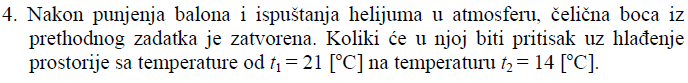 4. Nakon punjenja balona i ispuštanja helijuma u atmosferu, čelična boca iz
prethodnog zadatka je zatvorena. Koliki će u njoj biti pritisak uz hlađenje
prostorije sa temperature od t₁ = 21 [°C] na temperaturu t₂ = 14 [°C].